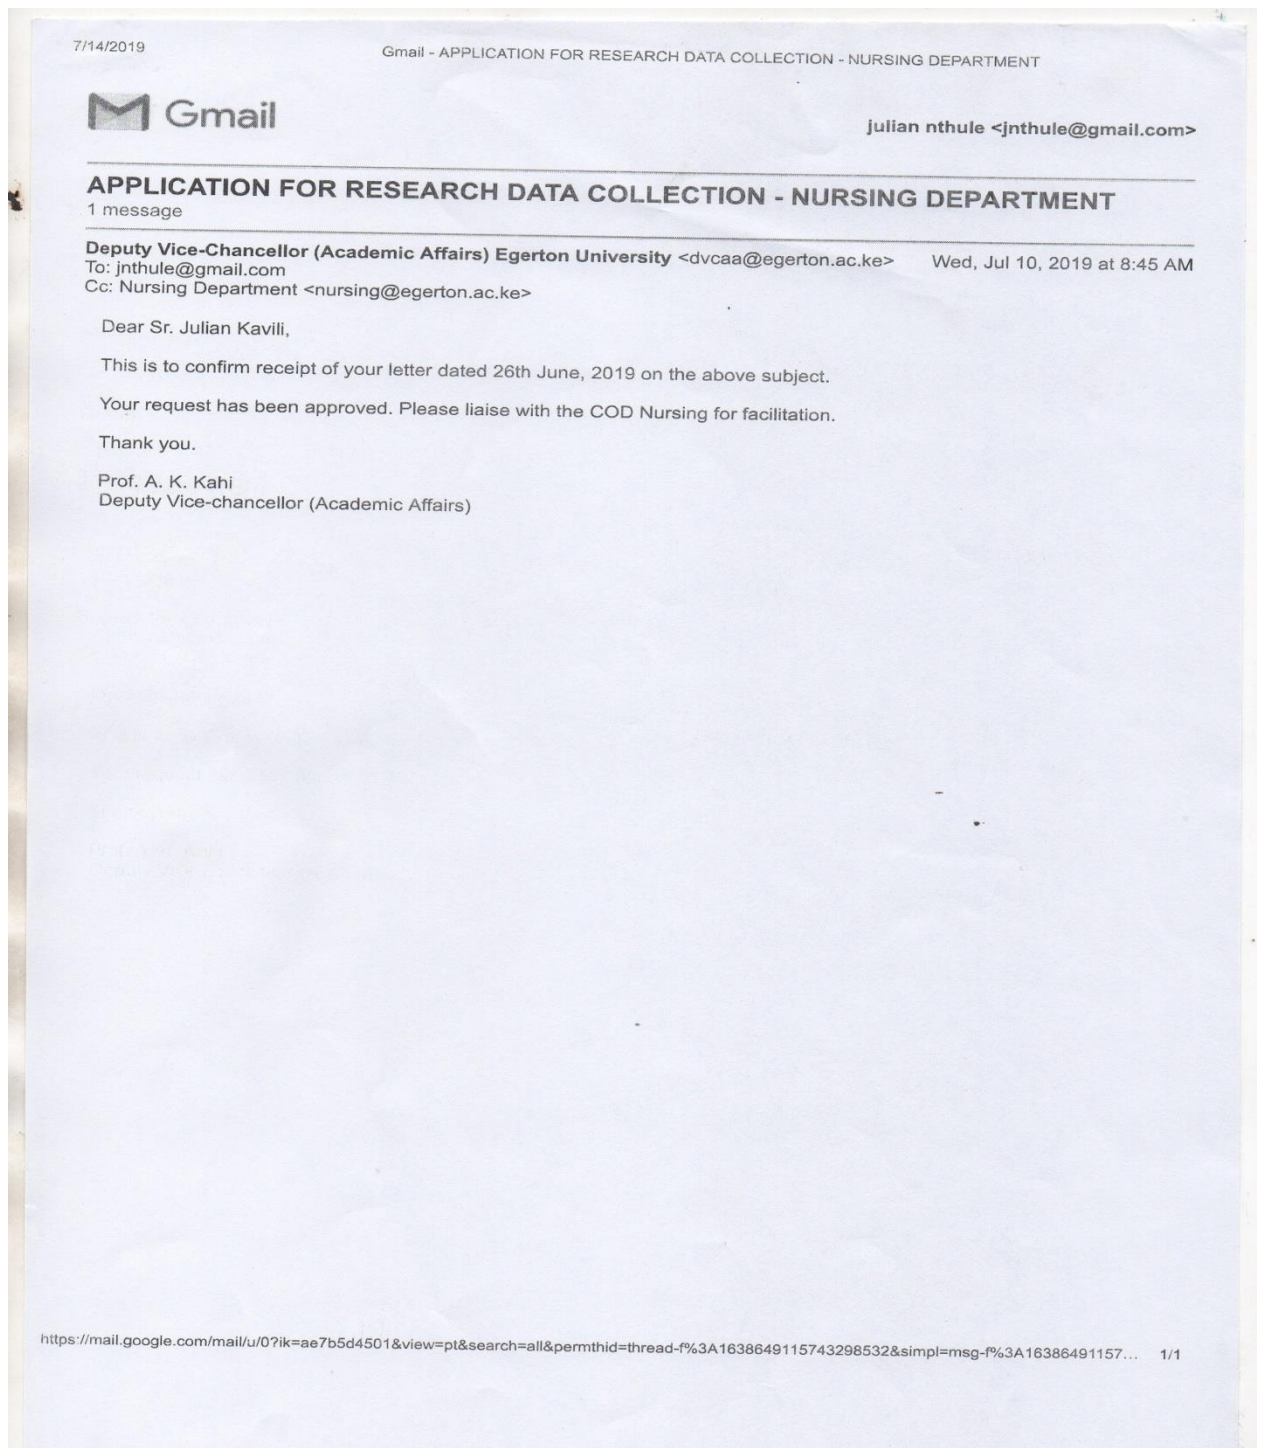 7/14/2019
Gmail - APPLICATION FOR RESEARCH DATA COLLECTION - NURSING DEPARTMENT
Gmail
julian nthule <jnthule@gmail.com>
APPLICATION FOR RESEARCH DATA COLLECTION - NURSING DEPARTMENT
1 message
Deputy Vice-Chancellor (Academic Affairs) Egerton University <dvcaa@egerton.ac.ke> Wed, Jul 10, 2019 at 8:45 AM
To: jnthule@gmail.com
Cc: Nursing Department <nursing@egerton.ac.ke>
Dear Sr. Julian Kavili,
This is to confirm receipt of your letter dated 26th June, 2019 on the above subject.
Your request has been approved. Please liaise with the COD Nursing for facilitation.
Thank you.
Prof. A. K. Kahi
Deputy Vice-chancellor (Academic Affairs)
https://mail.google.com/mail/u/0?ik=ae7b5d4501&view=pt&search=all&permthid=thread-f%3A1638649115743298532&simpl=msg-f%3A16386491157... 1/1